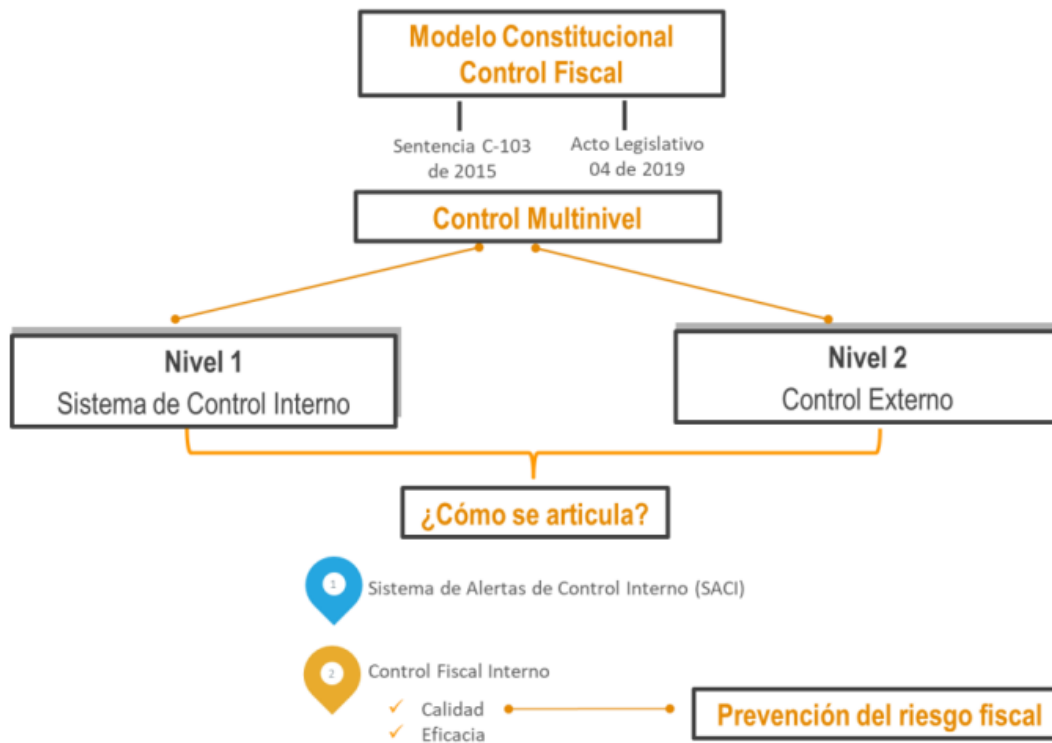 Modelo Constitucional
Control Fiscal
Sentencia C-103
de 2015
Acto Legislativo
04 de 2019
Control Multinivel
Nivel 1
Sistema de Control Interno
Nivel 2
Control Externo
¿Cómo se articula?
1
Sistema de Alertas de Control Interno (SACI)
2
Control Fiscal Interno
✓ Calidad
✓ Eficacia
Prevención del riesgo fiscal